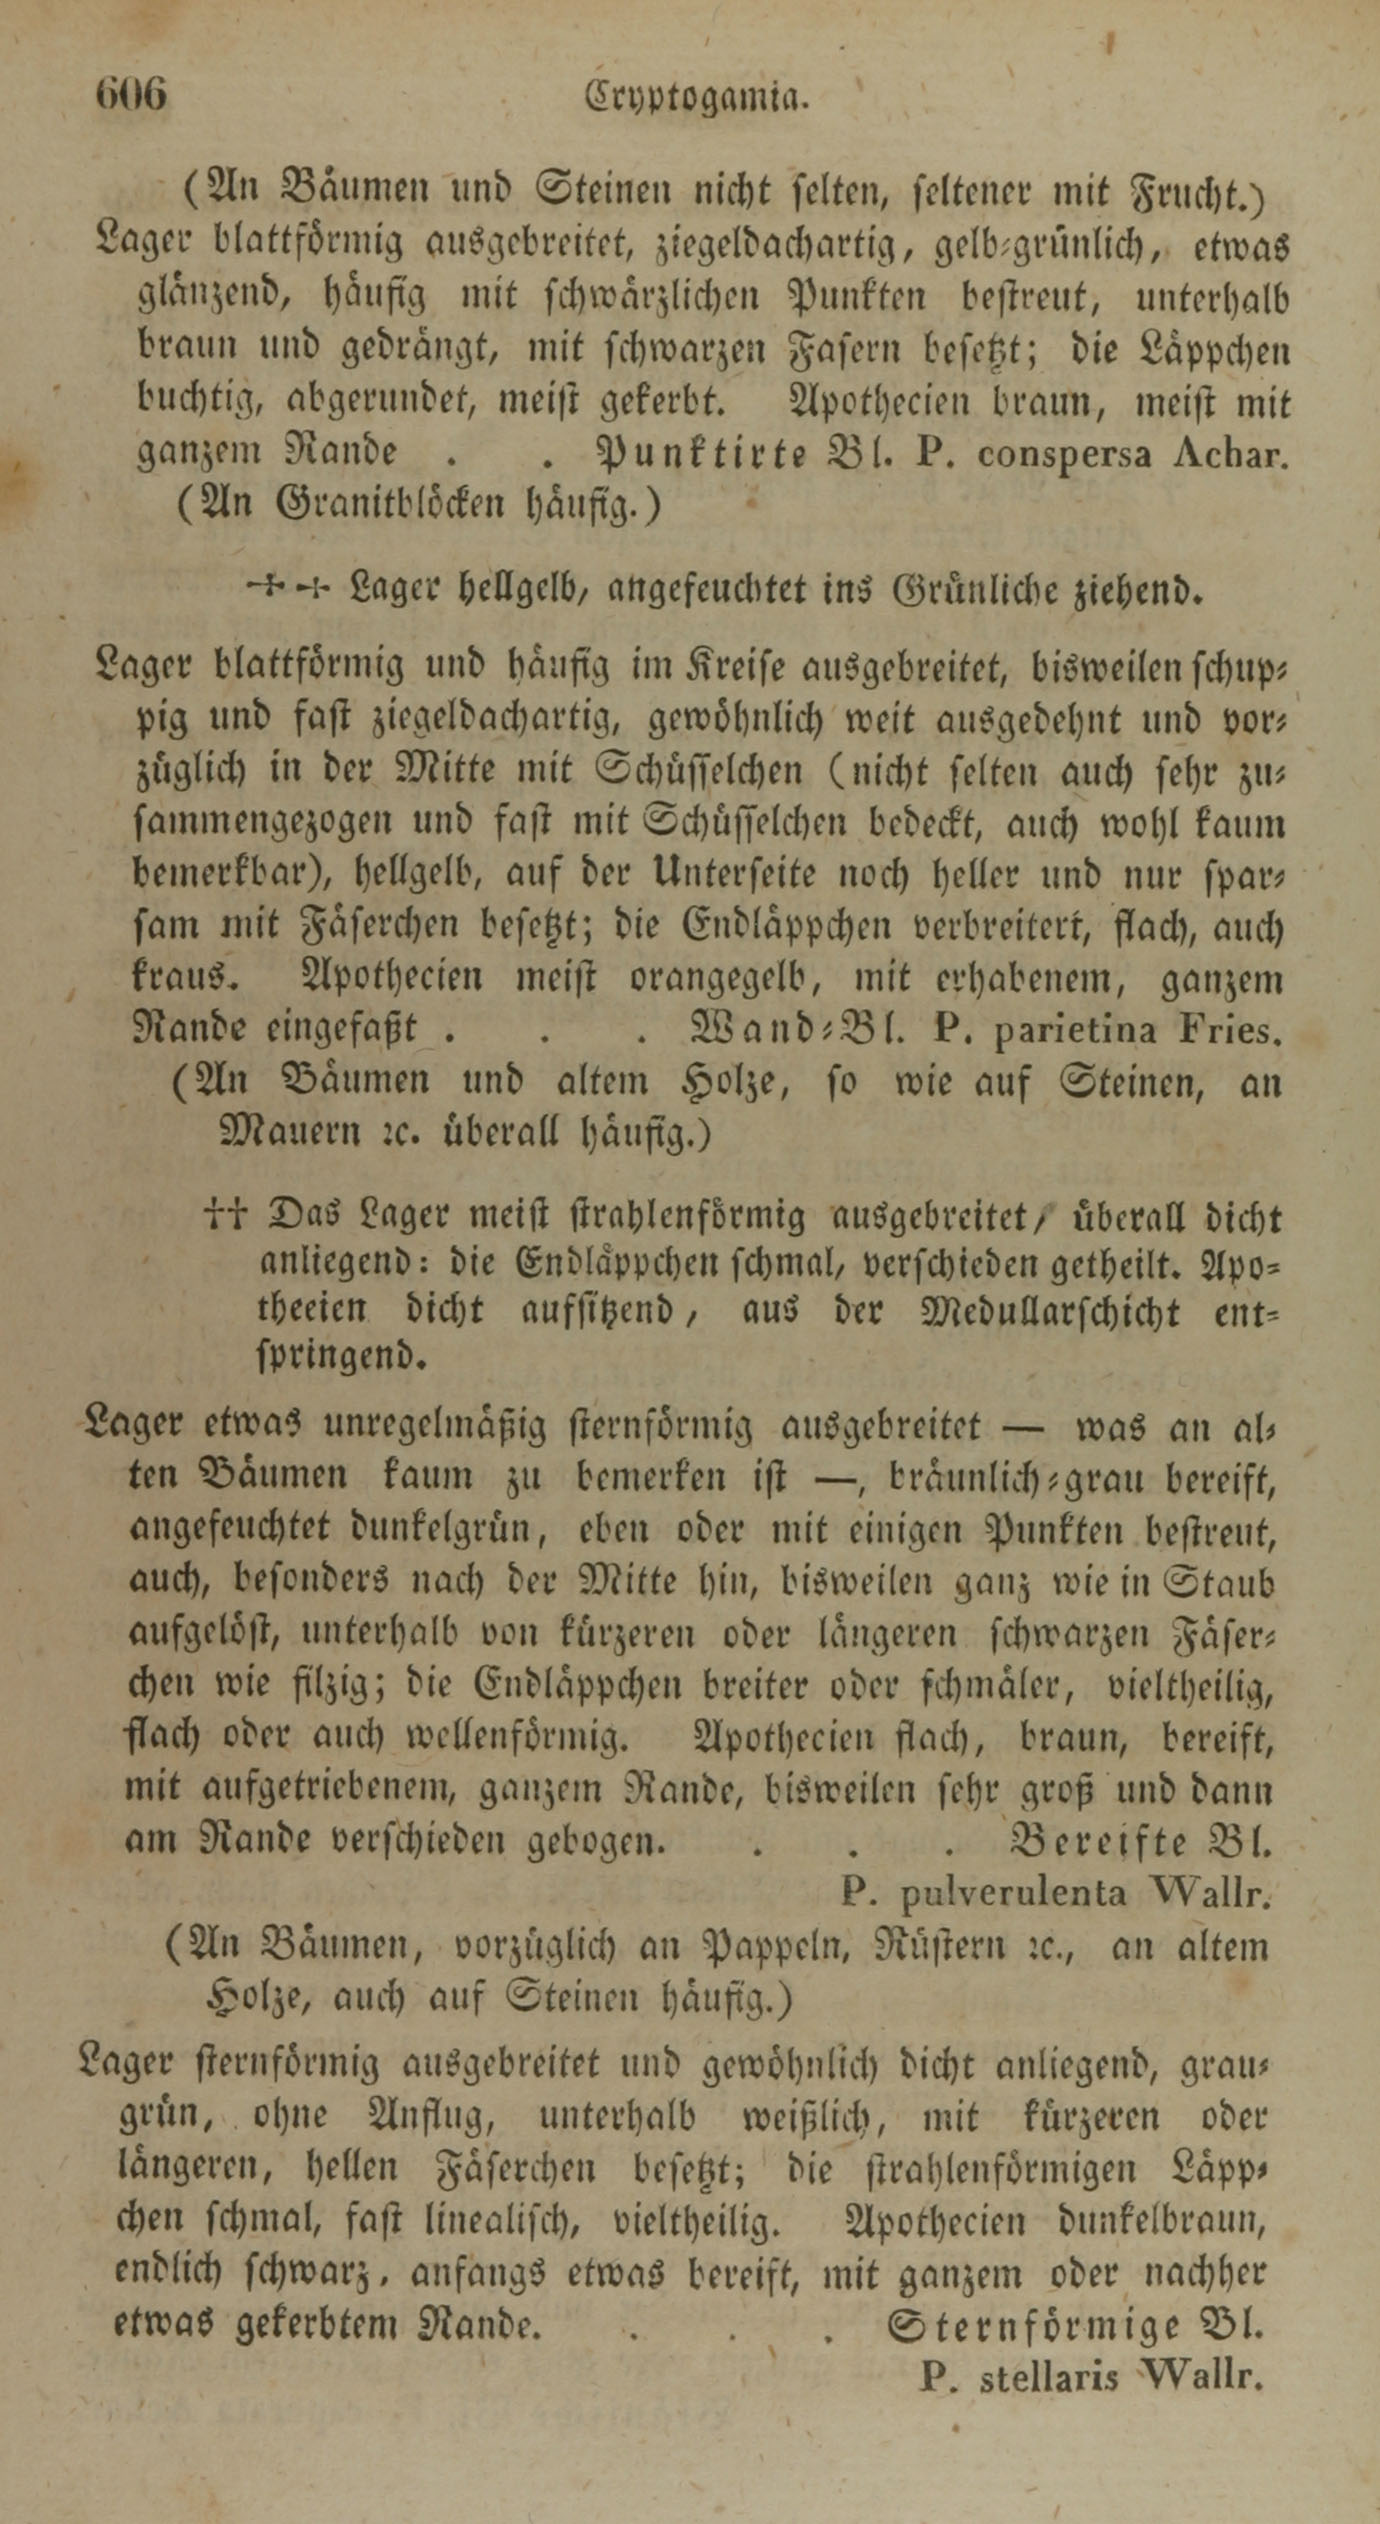 606 Cryptogamia.
(An Bäumen und Steinen nicht selten, seltener mit Frucht.)
Lager blattförmig ausgebreitet, ziegeldachartig, gelb-grünlich, etwas
glänzend, häufig mit schwärzlichen Punkten bestreut, unterhalb
braun und gedrängt, mit schwarzen Fasern besetzt; die Läppchen
buchtig, abgerundet, meist gekerbt. Apothecien braun, meist mit
ganzem Rande . . Punktirte Bl. P. conspersa Achar.
(An Granitblöcken häufig.)
++ Lager hellgelb, angefeuchtet ins Grünliche ziehend.
Lager blattförmig und häufig im Kreise ausgebreitet, bisweilen schup-
pig und fast ziegeldachartig, gewöhnlich weit ausgedehnt und vor-
züglich in der Mitte mit Schüsselchen (nicht selten auch sehr zu-
sammengezogen und fast mit Schüsselchen bedeckt, auch wohl kaum
bemerkbar), hellgelb, auf der Unterseite noch heller und nur spar-
sam mit Fäserchen besetzt; die Endläppchen verbreitert, flach, auch
kraus. Apothecien meist orangegelb, mit erhabenem, ganzem
Rande eingefaßt . . . Wand-Bl. P. parietina Fries.
(An Bäumen und altem Holze, so wie auf Steinen, an
Mauern ꝛc. überall häufig.)
†† Das Lager meist strahlenförmig ausgebreitet, überall dicht
anliegend: die Endläppchen schmal, verschieden getheilt. Apo-
theeien dicht aufsitzend, aus der Medullarschicht ent-
springend.
Lager etwas unregelmäßig sternförmig ausgebreitet — was an al-
ten Bäumen kaum zu bemerken ist —, bräunlich-grau bereift,
angefeuchtet dunkelgrün, eben oder mit einigen Punkten bestreut,
auch, besonders nach der Mitte hin, bisweilen ganz wie in Staub
aufgelöst, unterhalb von kürzeren oder längeren schwarzen Fäser-
chen wie filzig; die Endläppchen breiter oder schmäler, vieltheilig,
flach oder auch wellenförmig. Apothecien flach, braun, bereift,
mit aufgetriebenem, ganzem Rande, bisweilen sehr groß und dann
am Rande verschieden gebogen. . . . Bereifte Bl.
P. pulverulenta Wallr.
(An Bäumen, vorzüglich an Pappeln, Rüstern ꝛc., an altem
Holze, auch auf Steinen häufig.)
Lager sternförmig ausgebreitet und gewöhnlich dicht anliegend, grau-
grün, ohne Anflug, unterhalb weißlich, mit kürzeren oder
längeren, hellen Fäserchen besetzt; die strahlenförmigen Läpp-
chen schmal, fast linealisch, vieltheilig. Apothecien dunkelbraun,
endlich schwarz, anfangs etwas bereift, mit ganzem oder nachher
etwas gekerbtem Rande. . . . Sternförmige Bl.
P. stellaris Wallr.